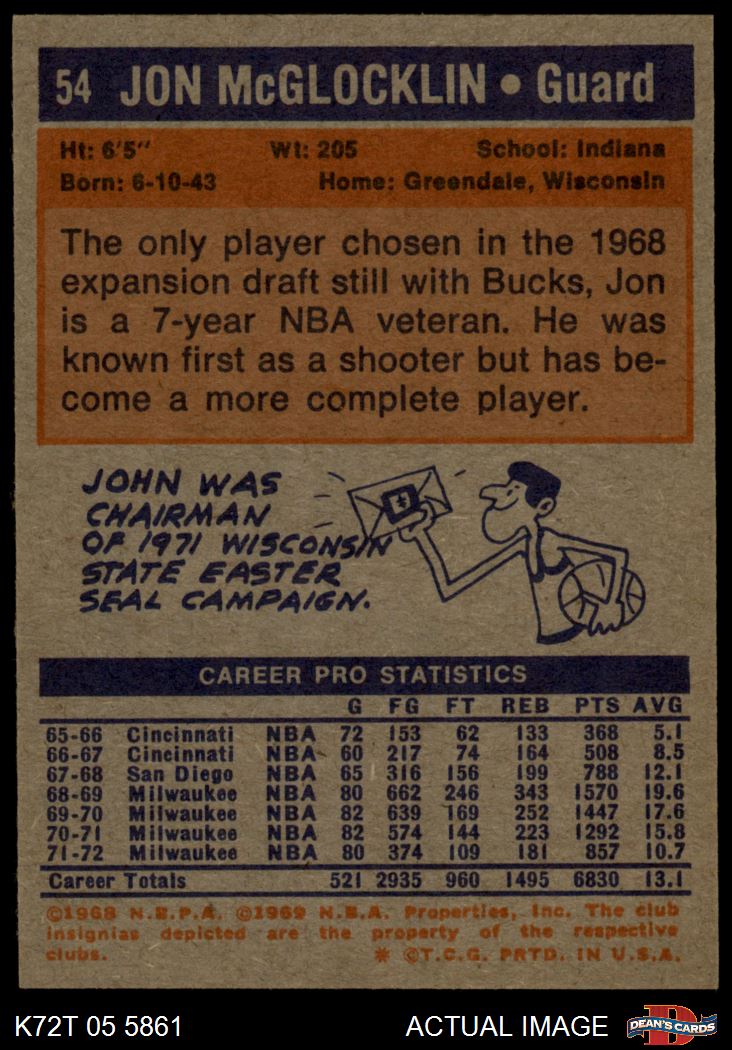 54 JON McGLOCKLIN • Guard
Ht: 6'5" Wt: 205 School: Indiana
Born: 6-10-43 Home: Greendale, Wisconsin
The only player chosen in the 1968
expansion draft still with Bucks, Jon
is a 7-year NBA veteran. He was
known first as a shooter but has be-
come a more complete player.
JOHN WAS
CHAIRMAN
OF 1971 WISCONSIN
STATE EASTER
SEAL CAMPAIGN.
CAREER PRO STATISTICS
G FG FT REB PTS AVG
65-66 Cincinnati NBA 72 153 62 133 368 5.1
66-67 Cincinnati NBA 60 217 74 164 508 8.5
67-68 San Diego NBA 65 316 156 199 788 12.1
68-69 Milwaukee NBA 80 662 246 343 1570 19.6
69-70 Milwaukee NBA 82 639 169 252 1447 17.6
70-71 Milwaukee NBA 82 574 144 223 1292 15.8
71-72 Milwaukee NBA 80 374 109 181 857 10.7
Career Totals 521 2935 960 1495 6830 13.1
©1968 N.B.P.A. ©1969 N.B.A. Properties, Inc. The club
insignias depicted are the property of the respective
clubs. * ©T.C.G. PRTD. IN U.S.A.
K72T 05 5861 ACTUAL IMAGE DEAN'S CARDS